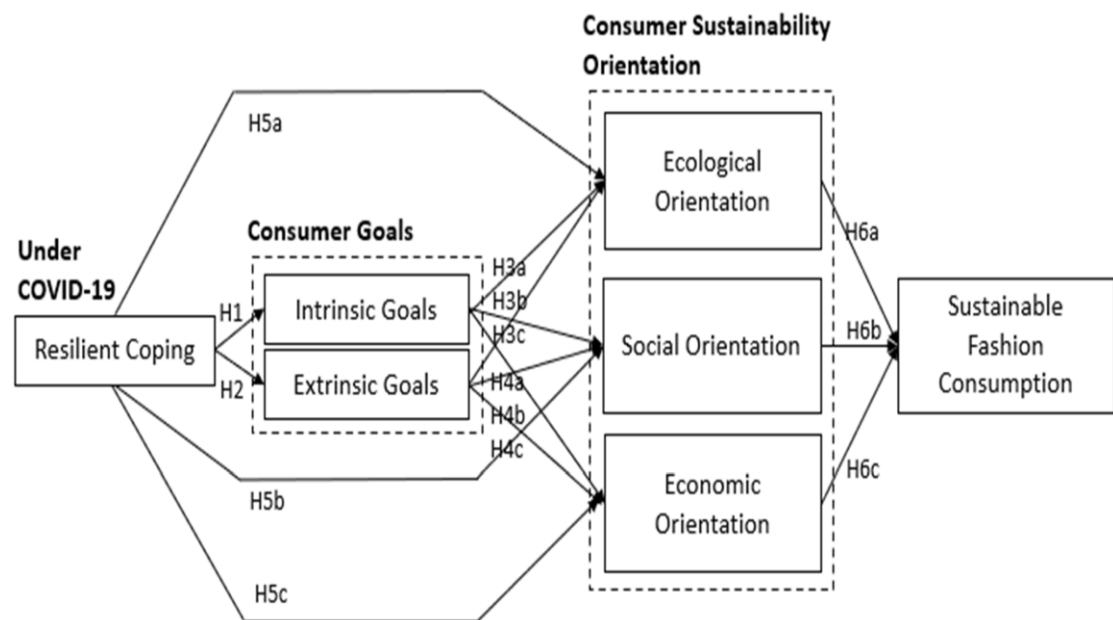 Consumer Sustainability
Orientation
H5a
Ecological
Orientation
Under
COVID-19
Consumer Goals
H1
H2
Resilient Coping
Intrinsic Goals
Extrinsic Goals
H3a
H3b
H3c
H4a
H4b
H4c
Social Orientation
H6a
H6b
H6c
Sustainable
Fashion
Consumption
Economic
Orientation
H5b
H5c